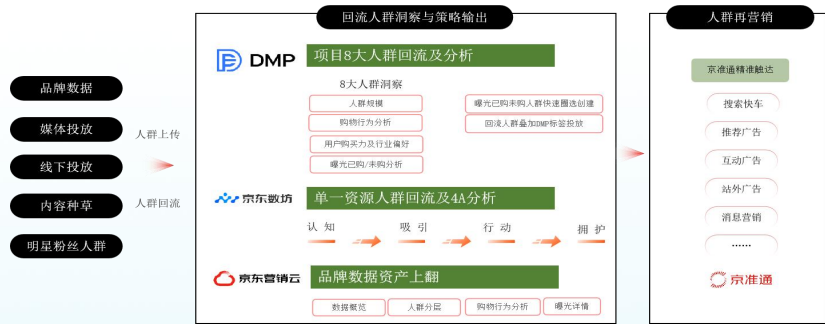 回流人群洞察与策略输出
人群再营销
品牌数据
媒体投放
线下投放
内容种草
明星粉丝人群
人群上传
人群回流
DMP
项目8大人群回流及分析
8大人群洞察
人群规模
购物行为分析
用户购买力及行业偏好
曝光已购/未购分析
曝光已购未购人群快速圈选创建
回流人群叠加DMP标签投放
京东数坊
单一资源人群回流及4A分析
认知
吸引
行动
拥护
京东营销云
品牌数据资产上翻
数据概览
人群分层
购物行为分析
曝光详情
京准通精准触达
搜索快车
推荐广告
互动广告
站外广告
消息营销
……
京准通